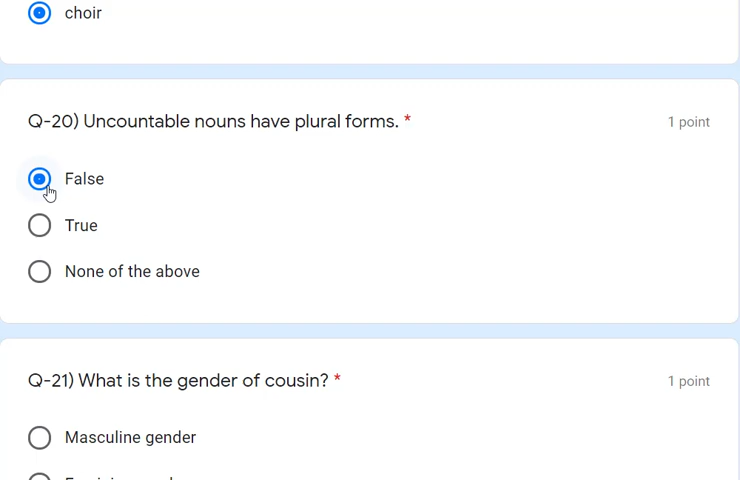 choir
Q-20) Uncountable nouns have plural forms. *
1 point
False
True
None of the above
Q-21) What is the gender of cousin? *
1 point
Masculine gender